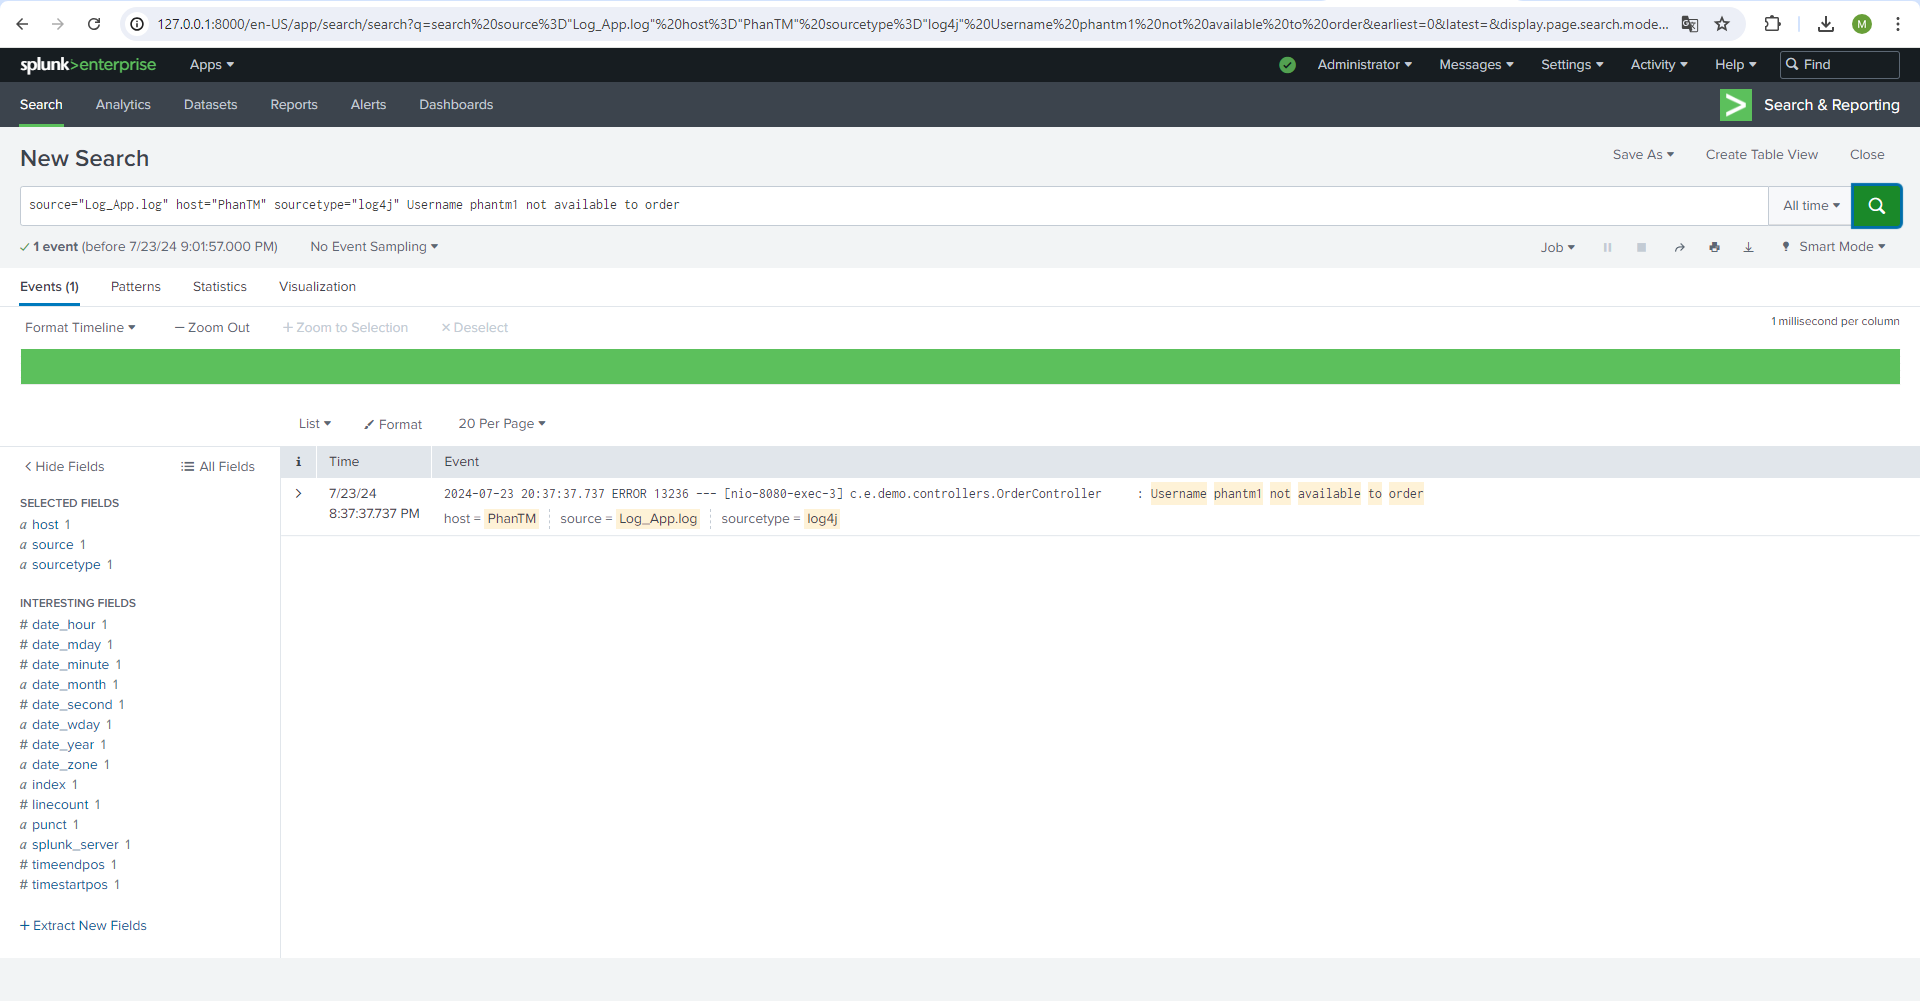 127.0.0.1:8000/en-US/app/search/search?q=search%20source%3D"Log_App.log"%20host%3D"PhanTM"%20sourcetype%3D"log4j"%20Username%20phantm1%20not%20available%20to%20order&earliest=0&latest=&display.page.search.mode... M
splunk>enterprise Apps Administrator Messages Settings Activity Help Find
Search Analytics Datasets Reports Alerts Dashboards > Search & Reporting
New Search Save As Create Table View Close
source="Log_App.log" host="PhanTM" sourcetype="log4j" Username phantm1 not available to order All time
✓ 1 event (before 7/23/24 9:01:57.000 PM) No Event Sampling Job Smart Mode
Events (1) Patterns Statistics Visualization
Format Timeline — Zoom Out + Zoom to Selection × Deselect 1 millisecond per column
List Format 20 Per Page
< Hide Fields All Fields i Time Event
SELECTED FIELDS
a host 1
a source 1
a sourcetype 1
INTERESTING FIELDS
# date_hour 1
# date_mday 1
# date_minute 1
a date_month 1
# date_second 1
a date_wday 1
# date_year 1
a date_zone 1
a index 1
# linecount 1
a punct 1
a splunk_server 1
# timeendpos 1
# timestartpos 1
+ Extract New Fields
> 7/23/24 2024-07-23 20:37:37.737 ERROR 13236 --- [nio-8080-exec-3] c.e.demo.controllers.OrderController : Username phantm1 not available to order
8:37:37.737 PM host = PhanTM source = Log_App.log sourcetype = log4j